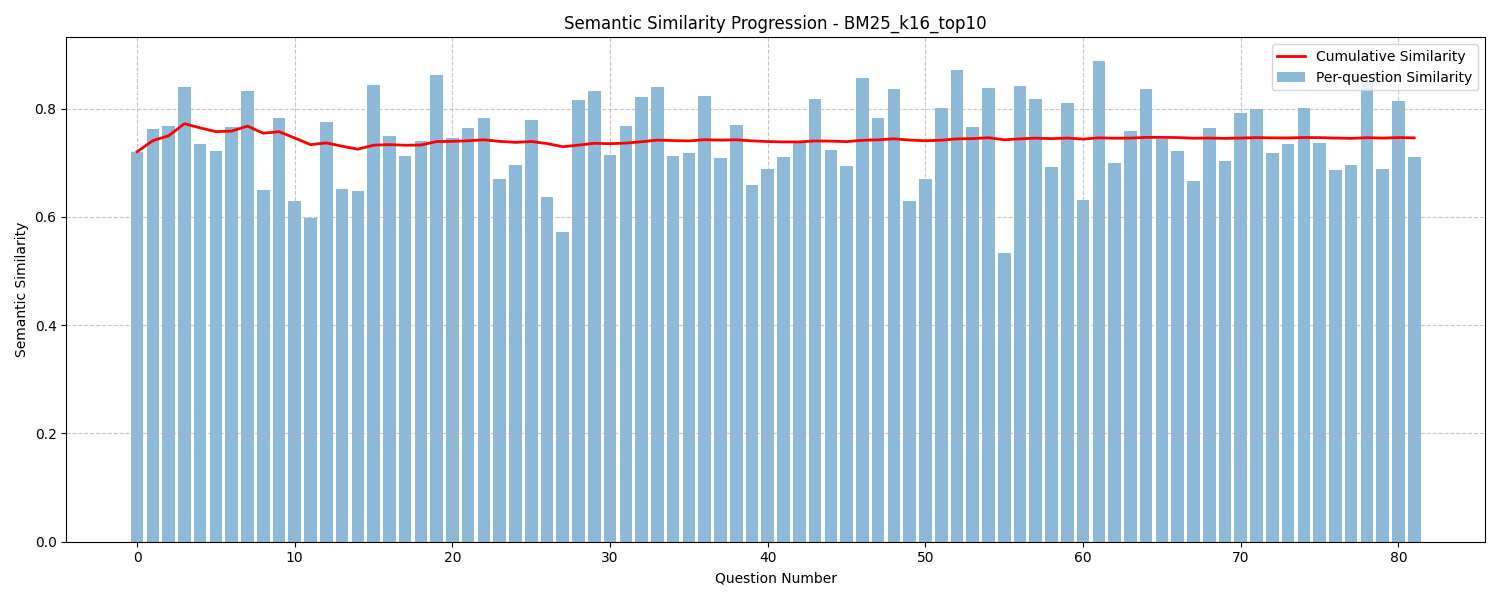 Semantic Similarity Progression - BM25_k16_top10
Cumulative Similarity
Per-question Similarity
Semantic Similarity
0.8
0.6
0.4
0.2
0.0
0 10 20 30 40 50 60 70 80
Question Number